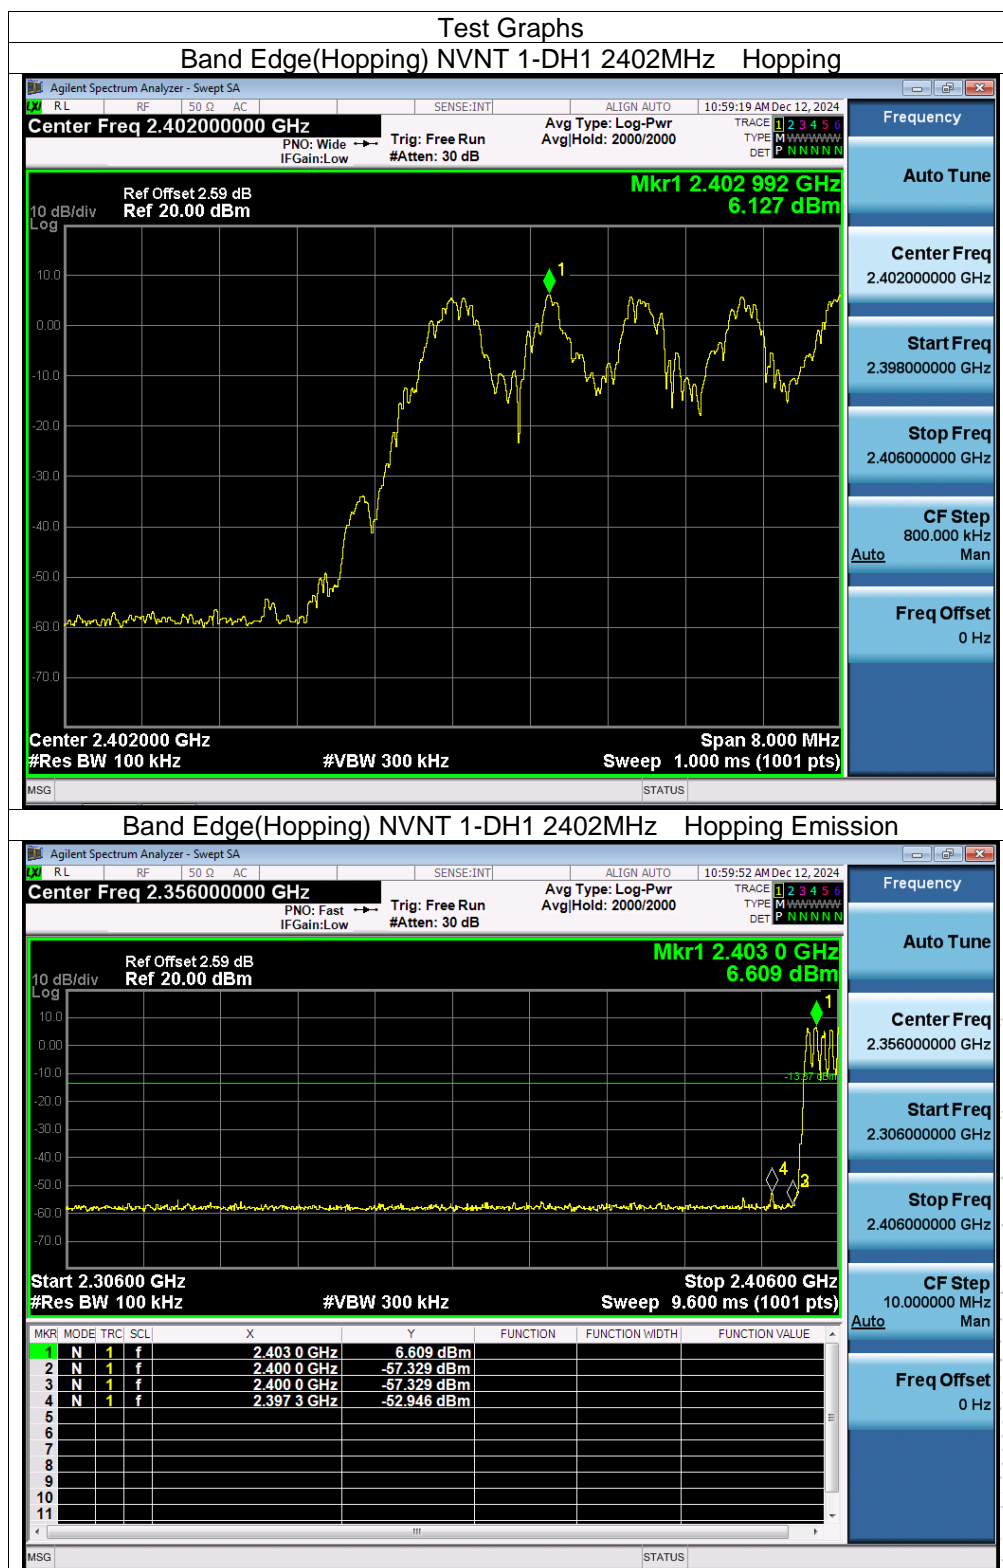 Test Graphs
Band Edge(Hopping) NVNT 1-DH1 2402MHz Hopping
Agilent Spectrum Analyzer - Swept SA
LXI RL RF 50 Ω AC SENSE:INT ALIGN AUTO 10:59:19 AM Dec 12, 2024
Center Freq 2.402000000 GHz
PNO: Wide
IFGain:Low
Trig: Free Run
#Atten: 30 dB
Avg Type: Log-Pwr
Avg|Hold: 2000/2000
TRACE 1 2 3 4 5 6
TYPE M WWWWW
DET P N N N N N
Frequency
Auto Tune
Center Freq
2.402000000 GHz
Start Freq
2.398000000 GHz
Stop Freq
2.406000000 GHz
CF Step
800.000 kHz
Auto Man
Freq Offset
0 Hz
Mkr1 2.402 992 GHz
6.127 dBm
Ref Offset 2.59 dB
10 dB/div Ref 20.00 dBm
Log
10.0
0.00
-10.0
-20.0
-30.0
-40.0
-50.0
-60.0
-70.0
1
Center 2.402000 GHz Span 8.000 MHz
#Res BW 100 kHz #VBW 300 kHz Sweep 1.000 ms (1001 pts)
MSG STATUS
Band Edge(Hopping) NVNT 1-DH1 2402MHz Hopping Emission
Agilent Spectrum Analyzer - Swept SA
LXI RL RF 50 Ω AC SENSE:INT ALIGN AUTO 10:59:52 AM Dec 12, 2024
Center Freq 2.356000000 GHz
PNO: Fast
IFGain:Low
Trig: Free Run
#Atten: 30 dB
Avg Type: Log-Pwr
Avg|Hold: 2000/2000
TRACE 1 2 3 4 5 6
TYPE M WWWWW
DET P N N N N N
Frequency
Auto Tune
Center Freq
2.356000000 GHz
Start Freq
2.306000000 GHz
Stop Freq
2.406000000 GHz
CF Step
10.000000 MHz
Auto Man
Freq Offset
0 Hz
Mkr1 2.403 0 GHz
6.609 dBm
Ref Offset 2.59 dB
10 dB/div Ref 20.00 dBm
Log
10.0
0.00
-10.0
-20.0
-30.0
-40.0
-50.0
-60.0
-70.0
1
-13.87 dBm
4
Start 2.30600 GHz Stop 2.40600 GHz
#Res BW 100 kHz #VBW 300 kHz Sweep 9.600 ms (1001 pts)
MKR MODE TRC SCL X Y FUNCTION FUNCTION WIDTH FUNCTION VALUE
1 N 1 f 2.403 0 GHz 6.609 dBm
2 N 1 f 2.400 0 GHz -57.329 dBm
3 N 1 f 2.400 0 GHz -57.329 dBm
4 N 1 f 2.397 3 GHz -52.946 dBm
5
6
7
8
9
10
11
MSG STATUS